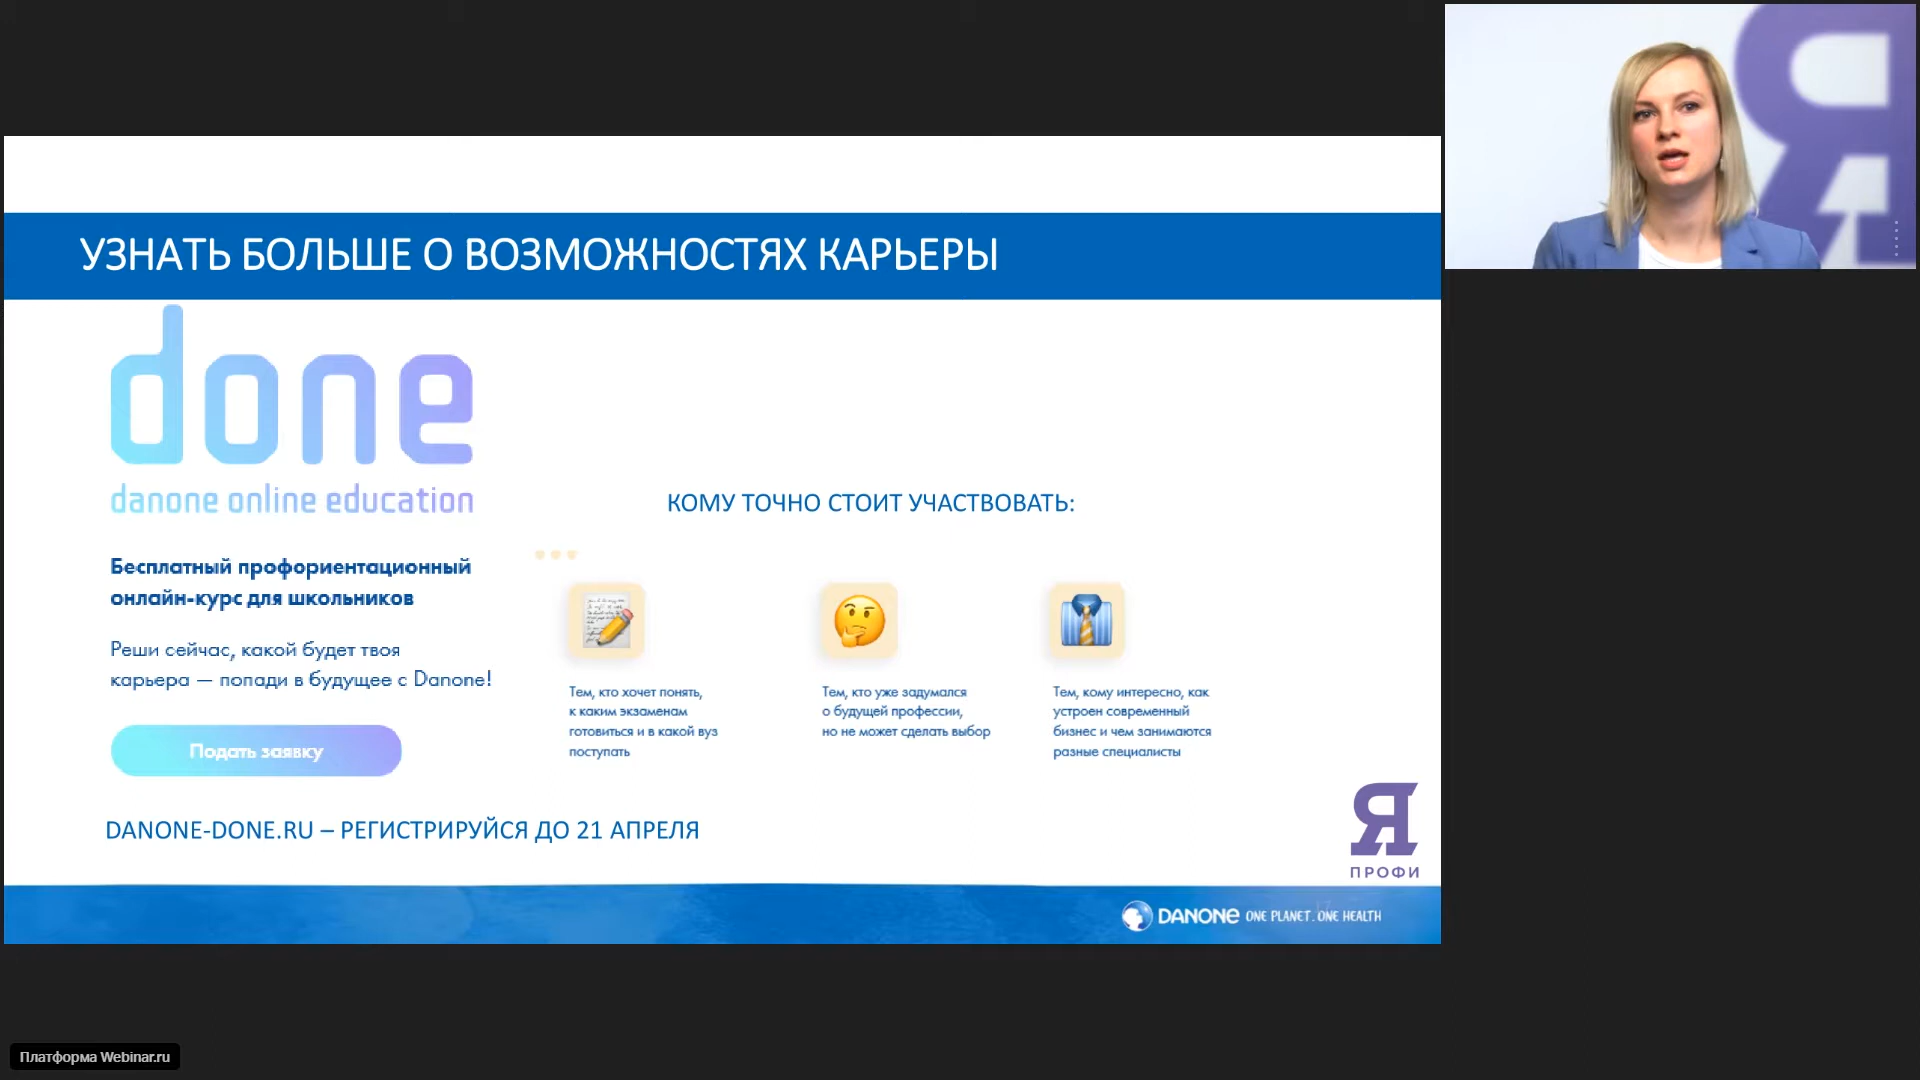 УЗНАТЬ БОЛЬШЕ О ВОЗМОЖНОСТЯХ КАРЬЕРЫ
done
danone online education
Бесплатный профориентационный
онлайн-курс для школьников
Реши сейчас, какой будет твоя
карьера — попади в будущее с Danone!
Подать заявку
КОМУ ТОЧНО СТОИТ УЧАСТВОВАТЬ:
Тем, кто хочет понять,
к каким экзаменам
готовиться и в какой вуз
поступать
Тем, кто уже задумался
о будущей профессии,
но не может сделать выбор
Тем, кому интересно, как
устроен современный
бизнес и чем занимаются
разные специалисты
DANONE-DONE.RU – РЕГИСТРИРУЙСЯ ДО 21 АПРЕЛЯ
Я
ПРОФИ
DANONE ONE PLANET. ONE HEALTH
Я
Платформа Webinar.ru